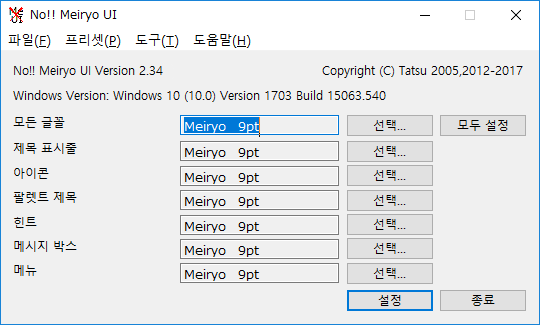 No!! Meiryo UI
파일(F) 프리셋(P) 도구(T) 도움말(H)
No!! Meiryo UI Version 2.34 Copyright (C) Tatsu 2005,2012-2017
Windows Version: Windows 10 (10.0) Version 1703 Build 15063.540
모든 글꼴 Meiryo 9pt 선택... 모두 설정
제목 표시줄 Meiryo 9pt 선택...
아이콘 Meiryo 9pt 선택...
팔렛트 제목 Meiryo 9pt 선택...
힌트 Meiryo 9pt 선택...
메시지 박스 Meiryo 9pt 선택...
메뉴 Meiryo 9pt 선택...
설정 종료